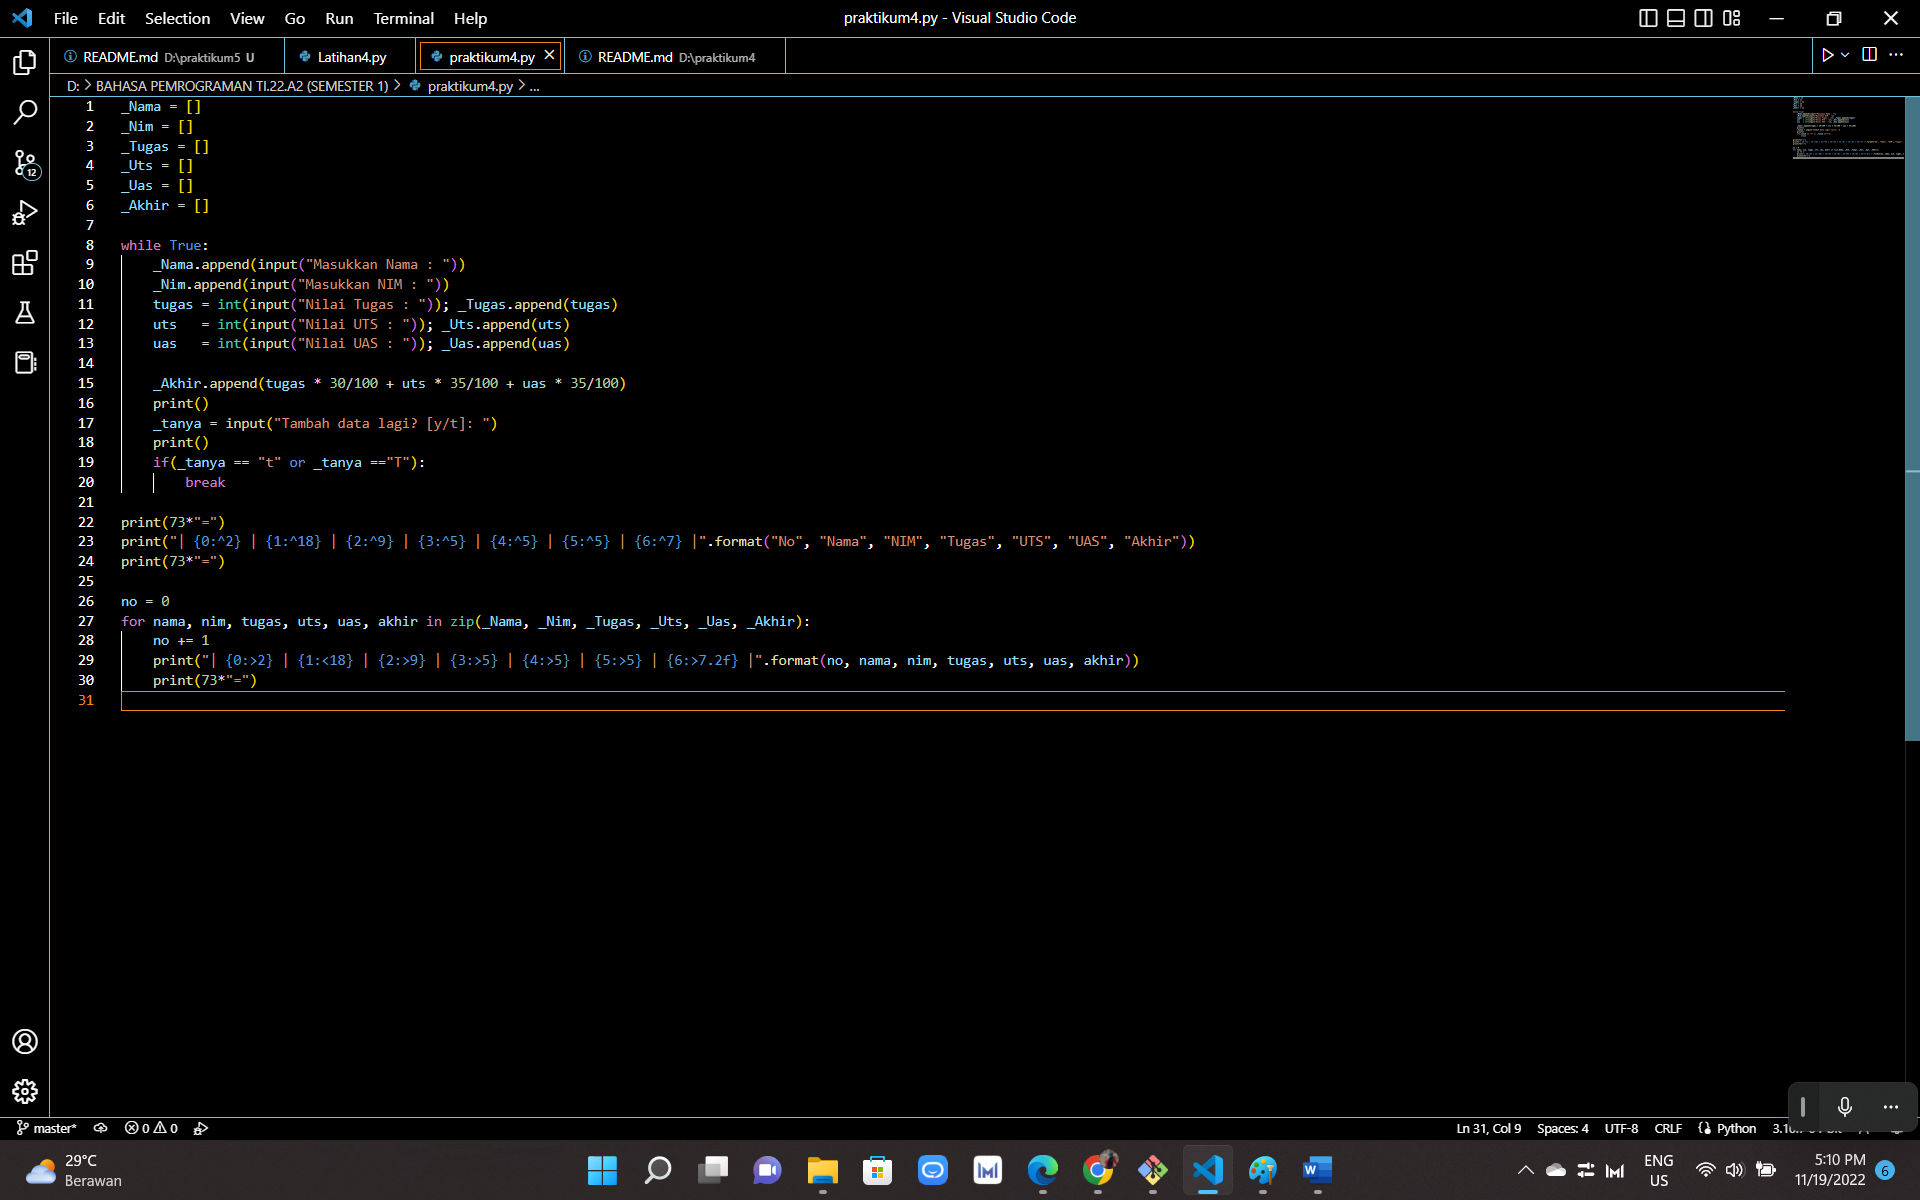 File Edit Selection View Go Run Terminal Help
praktikum4.py - Visual Studio Code
README.md D:\praktikum5 U
Latihan4.py
praktikum4.py
README.md D:\praktikum4
D: > BAHASA PEMROGRAMAN TI.22.A2 (SEMESTER 1) > praktikum4.py > ...
1 _Nama = []
2 _Nim = []
3 _Tugas = []
4 _Uts = []
5 _Uas = []
6 _Akhir = []
7
8 while True:
9     _Nama.append(input("Masukkan Nama : "))
10     _Nim.append(input("Masukkan NIM : "))
11     tugas = int(input("Nilai Tugas : ")); _Tugas.append(tugas)
12     uts   = int(input("Nilai UTS : ")); _Uts.append(uts)
13     uas   = int(input("Nilai UAS : ")); _Uas.append(uas)
14
15     _Akhir.append(tugas * 30/100 + uts * 35/100 + uas * 35/100)
16     print()
17     _tanya = input("Tambah data lagi? [y/t]: ")
18     print()
19     if(_tanya == "t" or _tanya =="T"):
20         break
21
22 print(73*"=")
23 print("| {0:^2} | {1:^18} | {2:^9} | {3:^5} | {4:^5} | {5:^5} | {6:^7} |".format("No", "Nama", "NIM", "Tugas", "UTS", "UAS", "Akhir"))
24 print(73*"=")
25
26 no = 0
27 for nama, nim, tugas, uts, uas, akhir in zip(_Nama, _Nim, _Tugas, _Uts, _Uas, _Akhir):
28     no += 1
29     print("| {0:>2} | {1:<18} | {2:>9} | {3:>5} | {4:>5} | {5:>5} | {6:>7.2f} |".format(no, nama, nim, tugas, uts, uas, akhir))
30     print(73*"=")
31
12
master* 0 0
Ln 31, Col 9 Spaces: 4 UTF-8 CRLF Python
29°C
Berawan
ENG
US
5:10 PM
11/19/2022
6